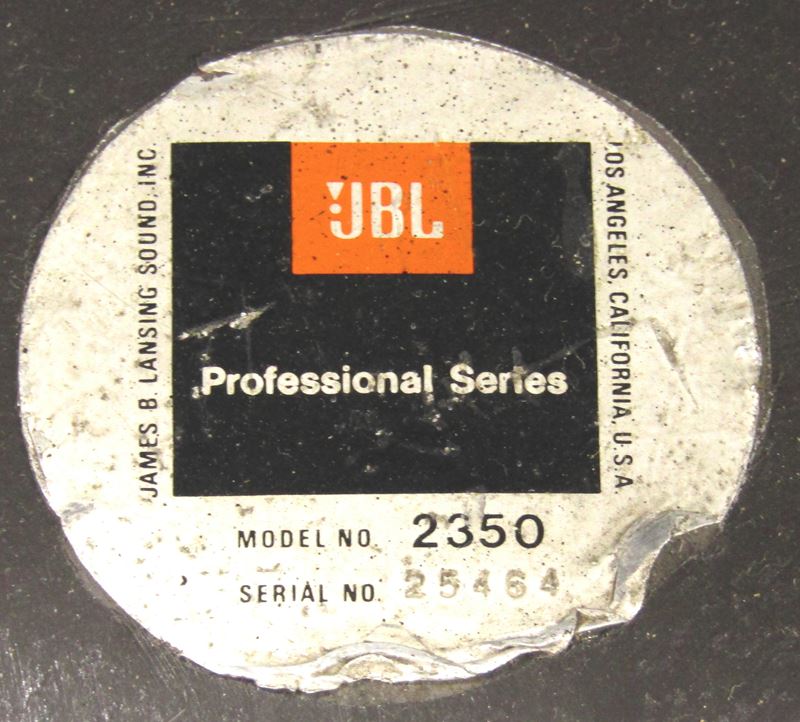 JBL
Professional Series
JAMES B. LANSING SOUND, INC.
LOS ANGELES, CALIFORNIA, U.S.A.
MODEL NO. 2350
SERIAL NO. 25464